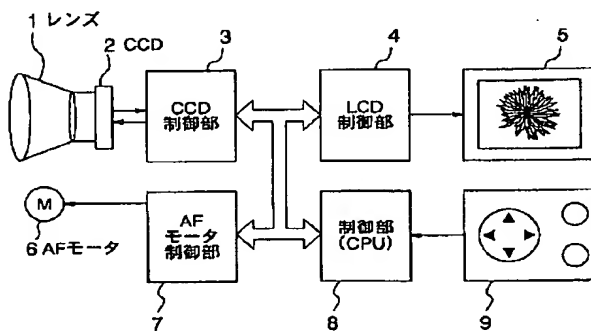 1 レンズ
2 CCD
3
4
5
CCD
制御部
LCD
制御部
M
6 AFモータ
AF
モータ
制御部
制御部
(CPU)
7
8
9